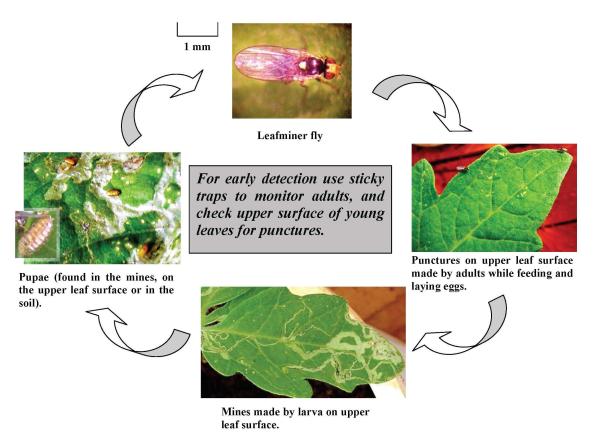 1 mm
Leafminer fly
For early detection use sticky
traps to monitor adults, and
check upper surface of young
leaves for punctures.
Punctures on upper leaf surface
made by adults while feeding and
laying eggs.
Pupae (found in the mines, on
the upper leaf surface or in the
soil).
Mines made by larva on upper
leaf surface.